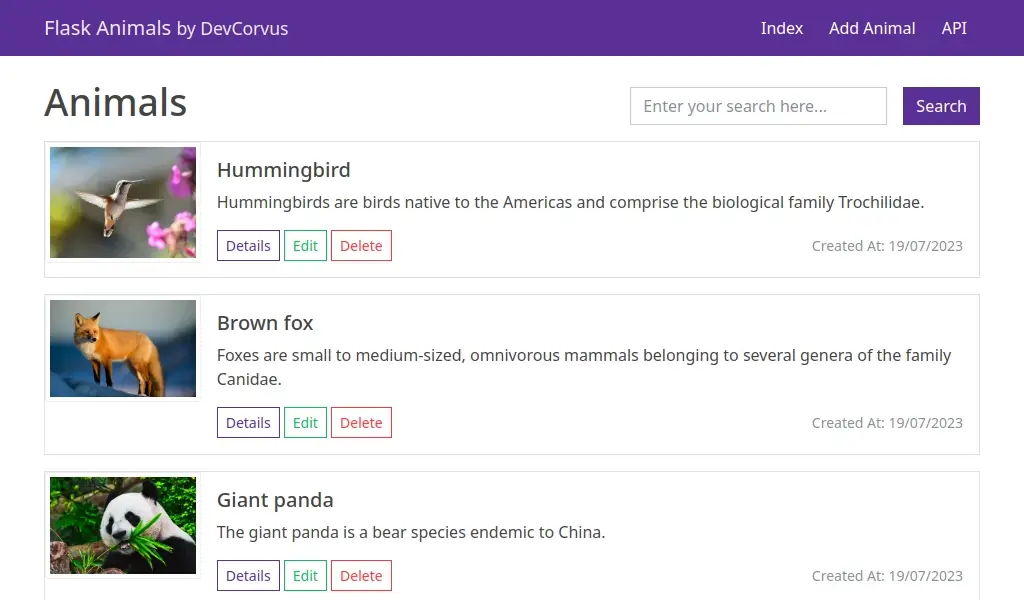 Flask Animals by DevCorvus
Index Add Animal API
Animals
Enter your search here...
Search
Hummingbird
Hummingbirds are birds native to the Americas and comprise the biological family Trochilidae.
Details Edit Delete
Created At: 19/07/2023
Brown fox
Foxes are small to medium-sized, omnivorous mammals belonging to several genera of the family
Canidae.
Details Edit Delete
Created At: 19/07/2023
Giant panda
The giant panda is a bear species endemic to China.
Details Edit Delete
Created At: 19/07/2023